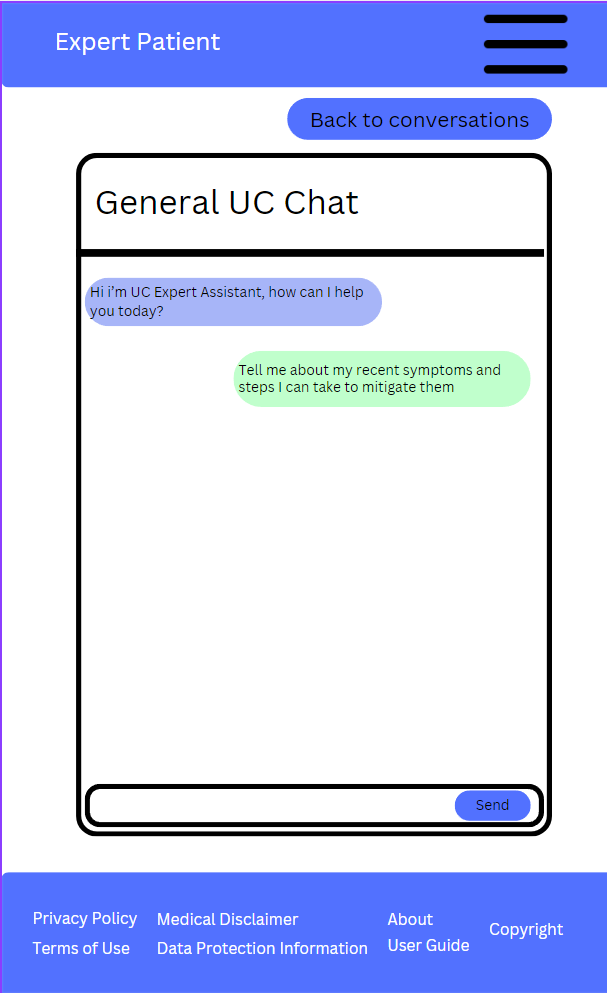 Expert Patient
Back to conversations
General UC Chat
Hi i'm UC Expert Assistant, how can I help
you today?
Tell me about my recent symptoms and
steps I can take to mitigate them
Send
Privacy Policy
Terms of Use
Medical Disclaimer
Data Protection Information
About
User Guide
Copyright